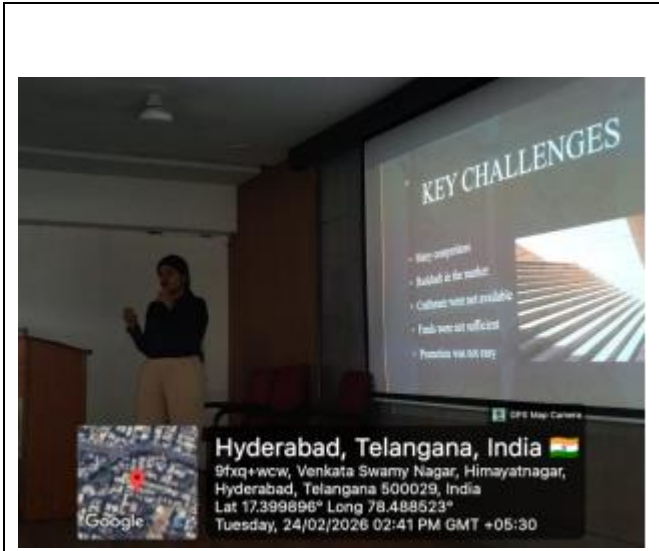 KEY CHALLENGES
Many competitors
Backlash in the market
Craftsmen were not available
Funds were not sufficient
Promotion was not easy
GPS Map Camera
Hyderabad, Telangana, India
9fxq+wcw, Venkata Swamy Nagar, Himayatnagar,
Hyderabad, Telangana 500029, India
Lat 17.399896° Long 78.488523°
Tuesday, 24/02/2026 02:41 PM GMT +05:30
Google